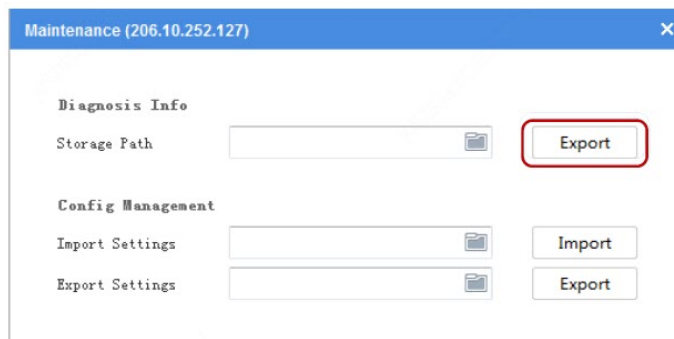 Maintenance (206.10.252.127)
Diagnosis Info
Storage Path Export
Config Management
Import Settings Import
Export Settings Export